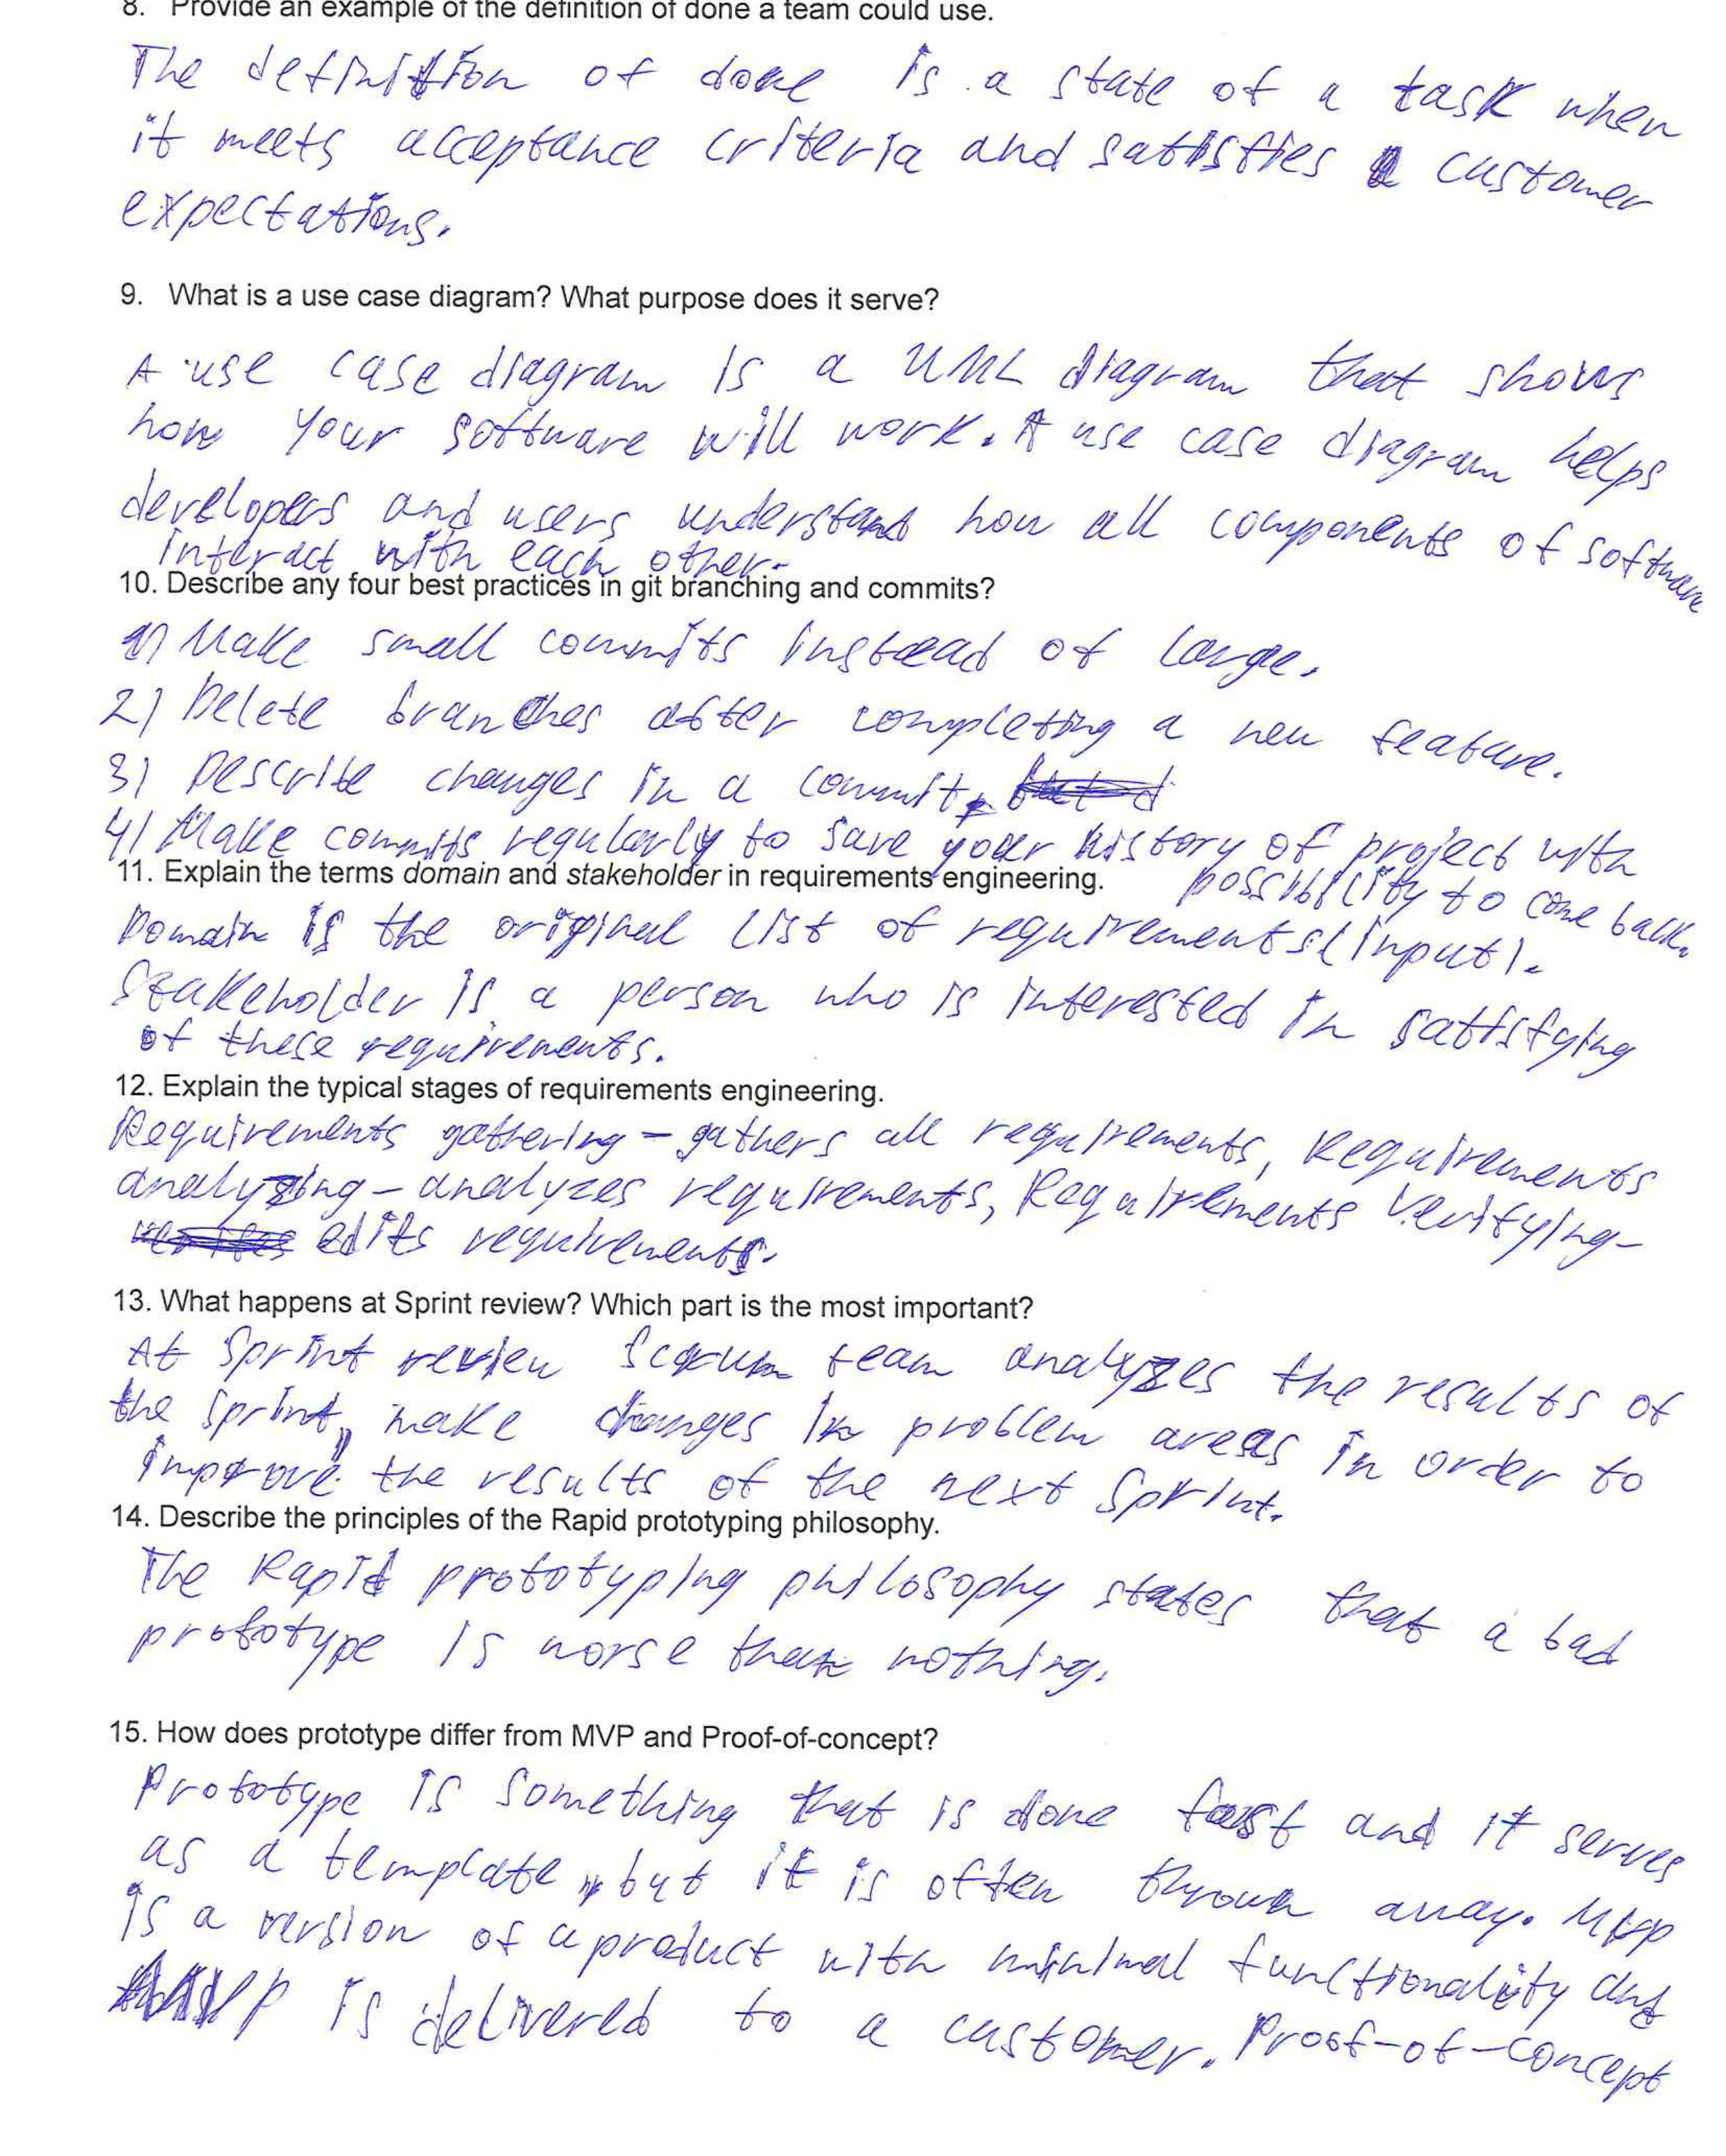 8. Provide an example of the definition of done a team could use.
The definition of done is a state of a task when
it meets acceptance criteria and satisfies customer
expectations.
9. What is a use case diagram? What purpose does it serve?
A use case diagram is a UML diagram that shows
how your software will work. A use case diagram helps
developers and users understand how all components of software
interact with each other.
10. Describe any four best practices in git branching and commits?
1) Make small commits instead of large.
2) Delete branches after completing a new feature.
3) Describe changes in a commit.
4) Make commits regularly to save your history of project with
possibility to come back.
11. Explain the terms domain and stakeholder in requirements engineering.
Domain is the original list of requirements (input).
Stakeholder is a person who is interested in satisfying
of these requirements.
12. Explain the typical stages of requirements engineering.
Requirements gathering – gathers all requirements, Requirements
analyzing – analyzes requirements, Requirements Verifying –
edits requirements.
13. What happens at Sprint review? Which part is the most important?
At Sprint review Scrum team analyzes the results of
the sprint, make changes in problem areas in order to
improve the results of the next Sprint.
14. Describe the principles of the Rapid prototyping philosophy.
The Rapid prototyping philosophy states that a bad
prototype is worse than nothing.
15. How does prototype differ from MVP and Proof-of-concept?
Prototype is something that is done fast and it serves
as a template, but it is often thrown away. MVP
is a version of a product with minimal functionality and
MVP is delivered to a customer. Proof-of-concept